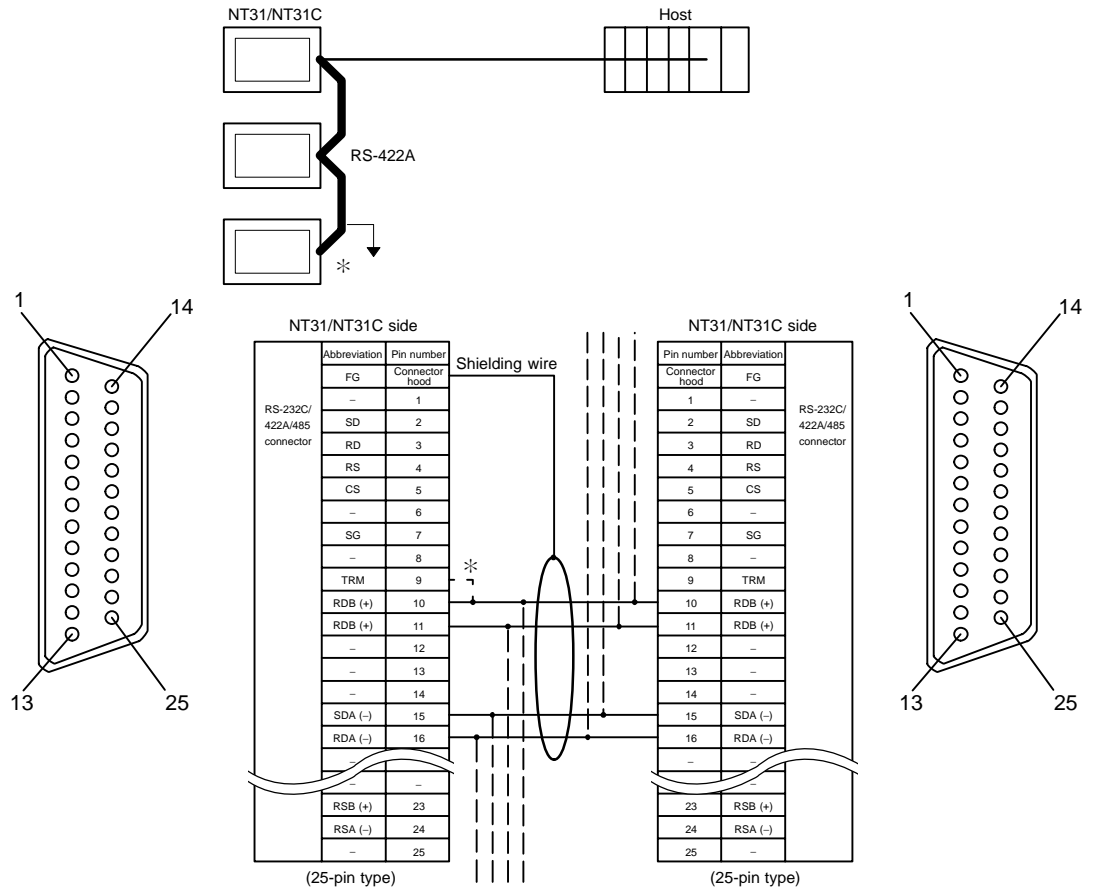 NT31/NT31C
Host
RS-422A
*
1
14
13
25
NT31/NT31C side
Abbreviation Pin number
FG Connector hood
– 1
SD 2
RD 3
RS 4
CS 5
– 6
SG 7
– 8
TRM 9
RDB (+) 10
RDB (+) 11
– 12
– 13
– 14
SDA (–) 15
RDA (–) 16
–
– –
RSB (+) 23
RSA (–) 24
– 25
RS-232C/
422A/485
connector
(25-pin type)
Shielding wire
*
NT31/NT31C side
Pin number Abbreviation
Connector hood FG
1 –
2 SD
3 RD
4 RS
5 CS
6 –
7 SG
8 –
9 TRM
10 RDB (+)
11 RDB (+)
12 –
13 –
14 –
15 SDA (–)
16 RDA (–)
– –
23 RSB (+)
24 RSA (–)
25 –
RS-232C/
422A/485
connector
(25-pin type)
1
14
13
25